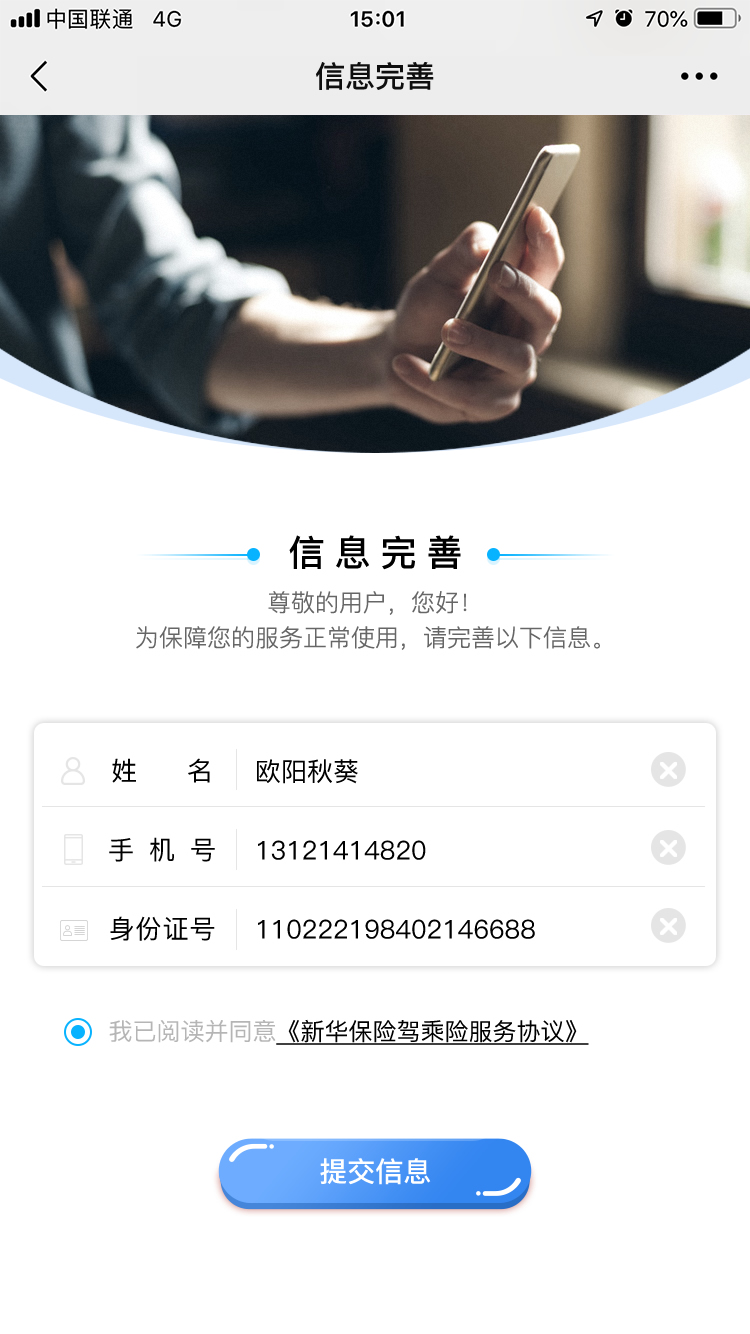 中国联通 4G 15:01 70%
信息完善
信息完善
尊敬的用户，您好！
为保障您的服务正常使用，请完善以下信息。
姓名 欧阳秋葵
手机号 13121414820
身份证号 110222198402146688
我已阅读并同意《新华保险驾乘险服务协议》
提交信息